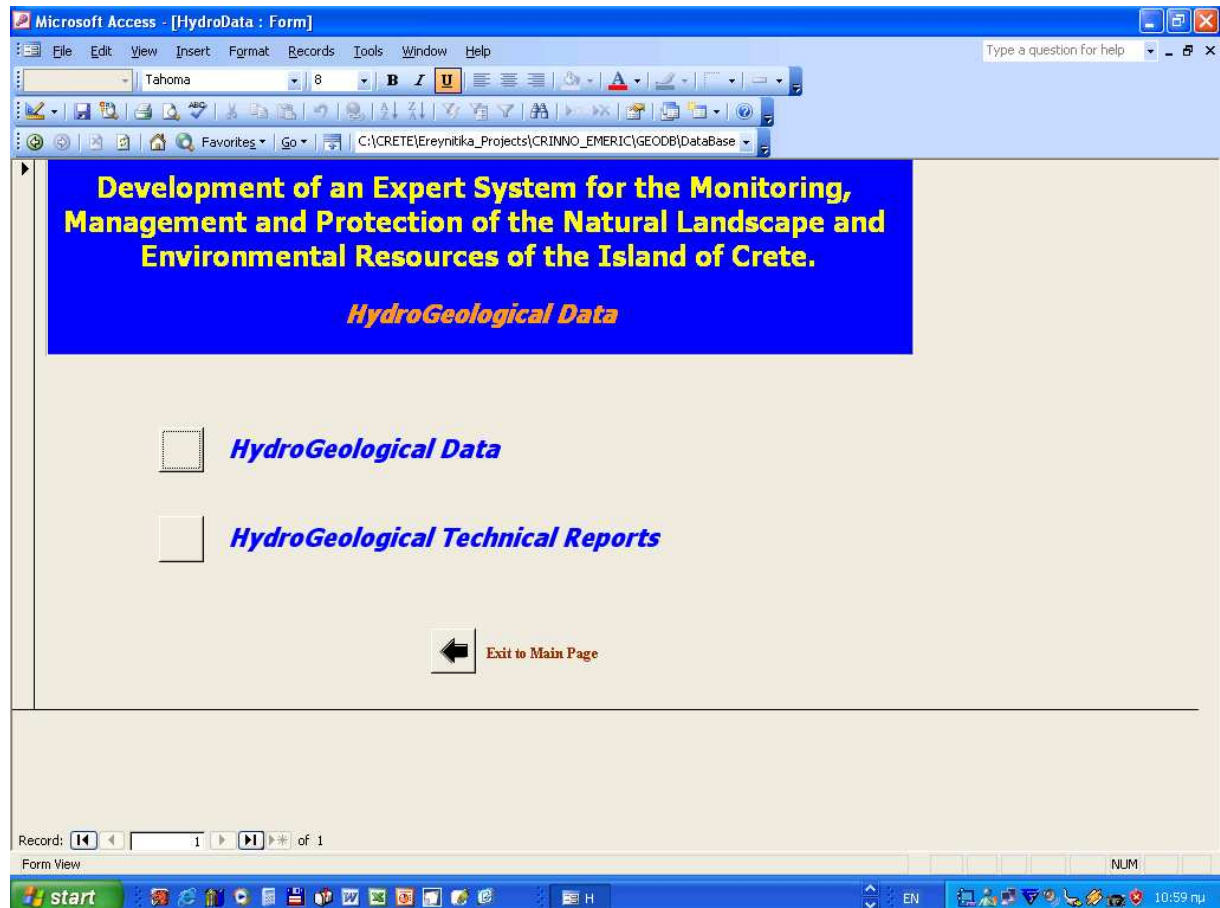 Microsoft Access - [HydroData : Form]
File Edit View Insert Format Records Tools Window Help
Type a question for help
Tahoma 8 B I U A
Favorites Go C:\CRETE\Ereynitika_Projects\CRINNO_EMERIC\GEODB\DataBase
Development of an Expert System for the Monitoring,
Management and Protection of the Natural Landscape and
Environmental Resources of the Island of Crete.
HydroGeological Data
HydroGeological Data
HydroGeological Technical Reports
Exit to Main Page
Record: 1 of 1
Form View
NUM
start H EN 10:59 πμ